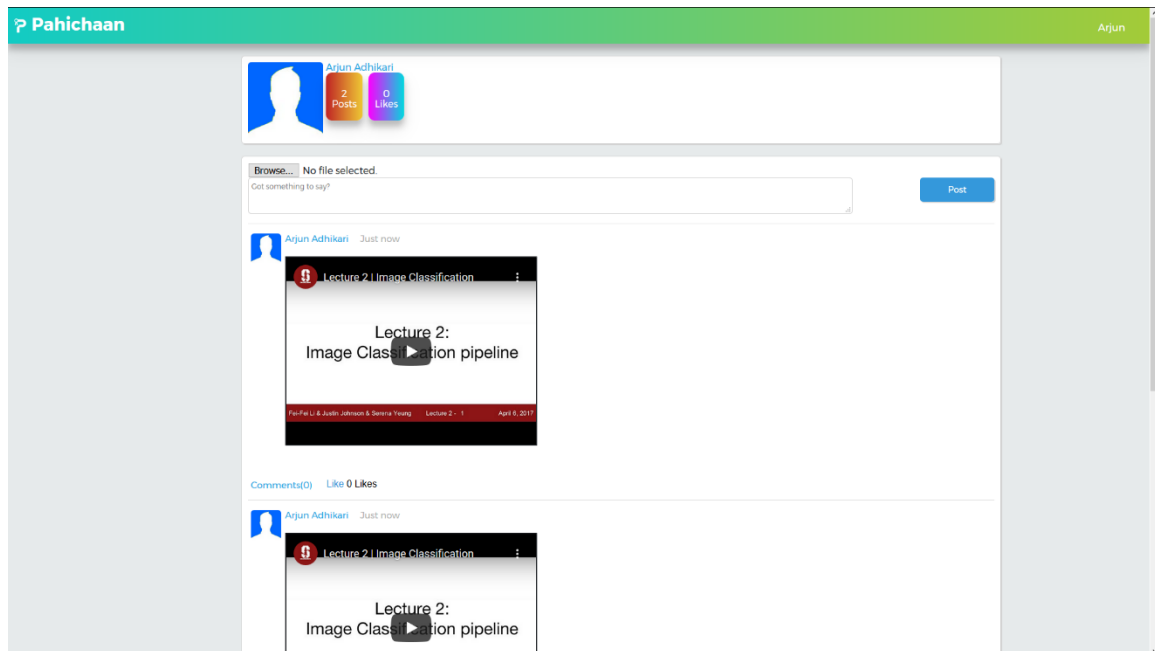 Pahichaan
Arjun
Arjun Adhikari
2 Posts
0 Likes
Browse... No file selected.
Got something to say?
Post
Arjun Adhikari Just now
Lecture 2 | Image Classification
Lecture 2:
Image Classification pipeline
Fei-Fei Li & Justin Johnson & Serena Yeung Lecture 2 - 1 April 6, 2017
Comments(0) Like 0 Likes
Arjun Adhikari Just now
Lecture 2 | Image Classification
Lecture 2:
Image Classification pipeline